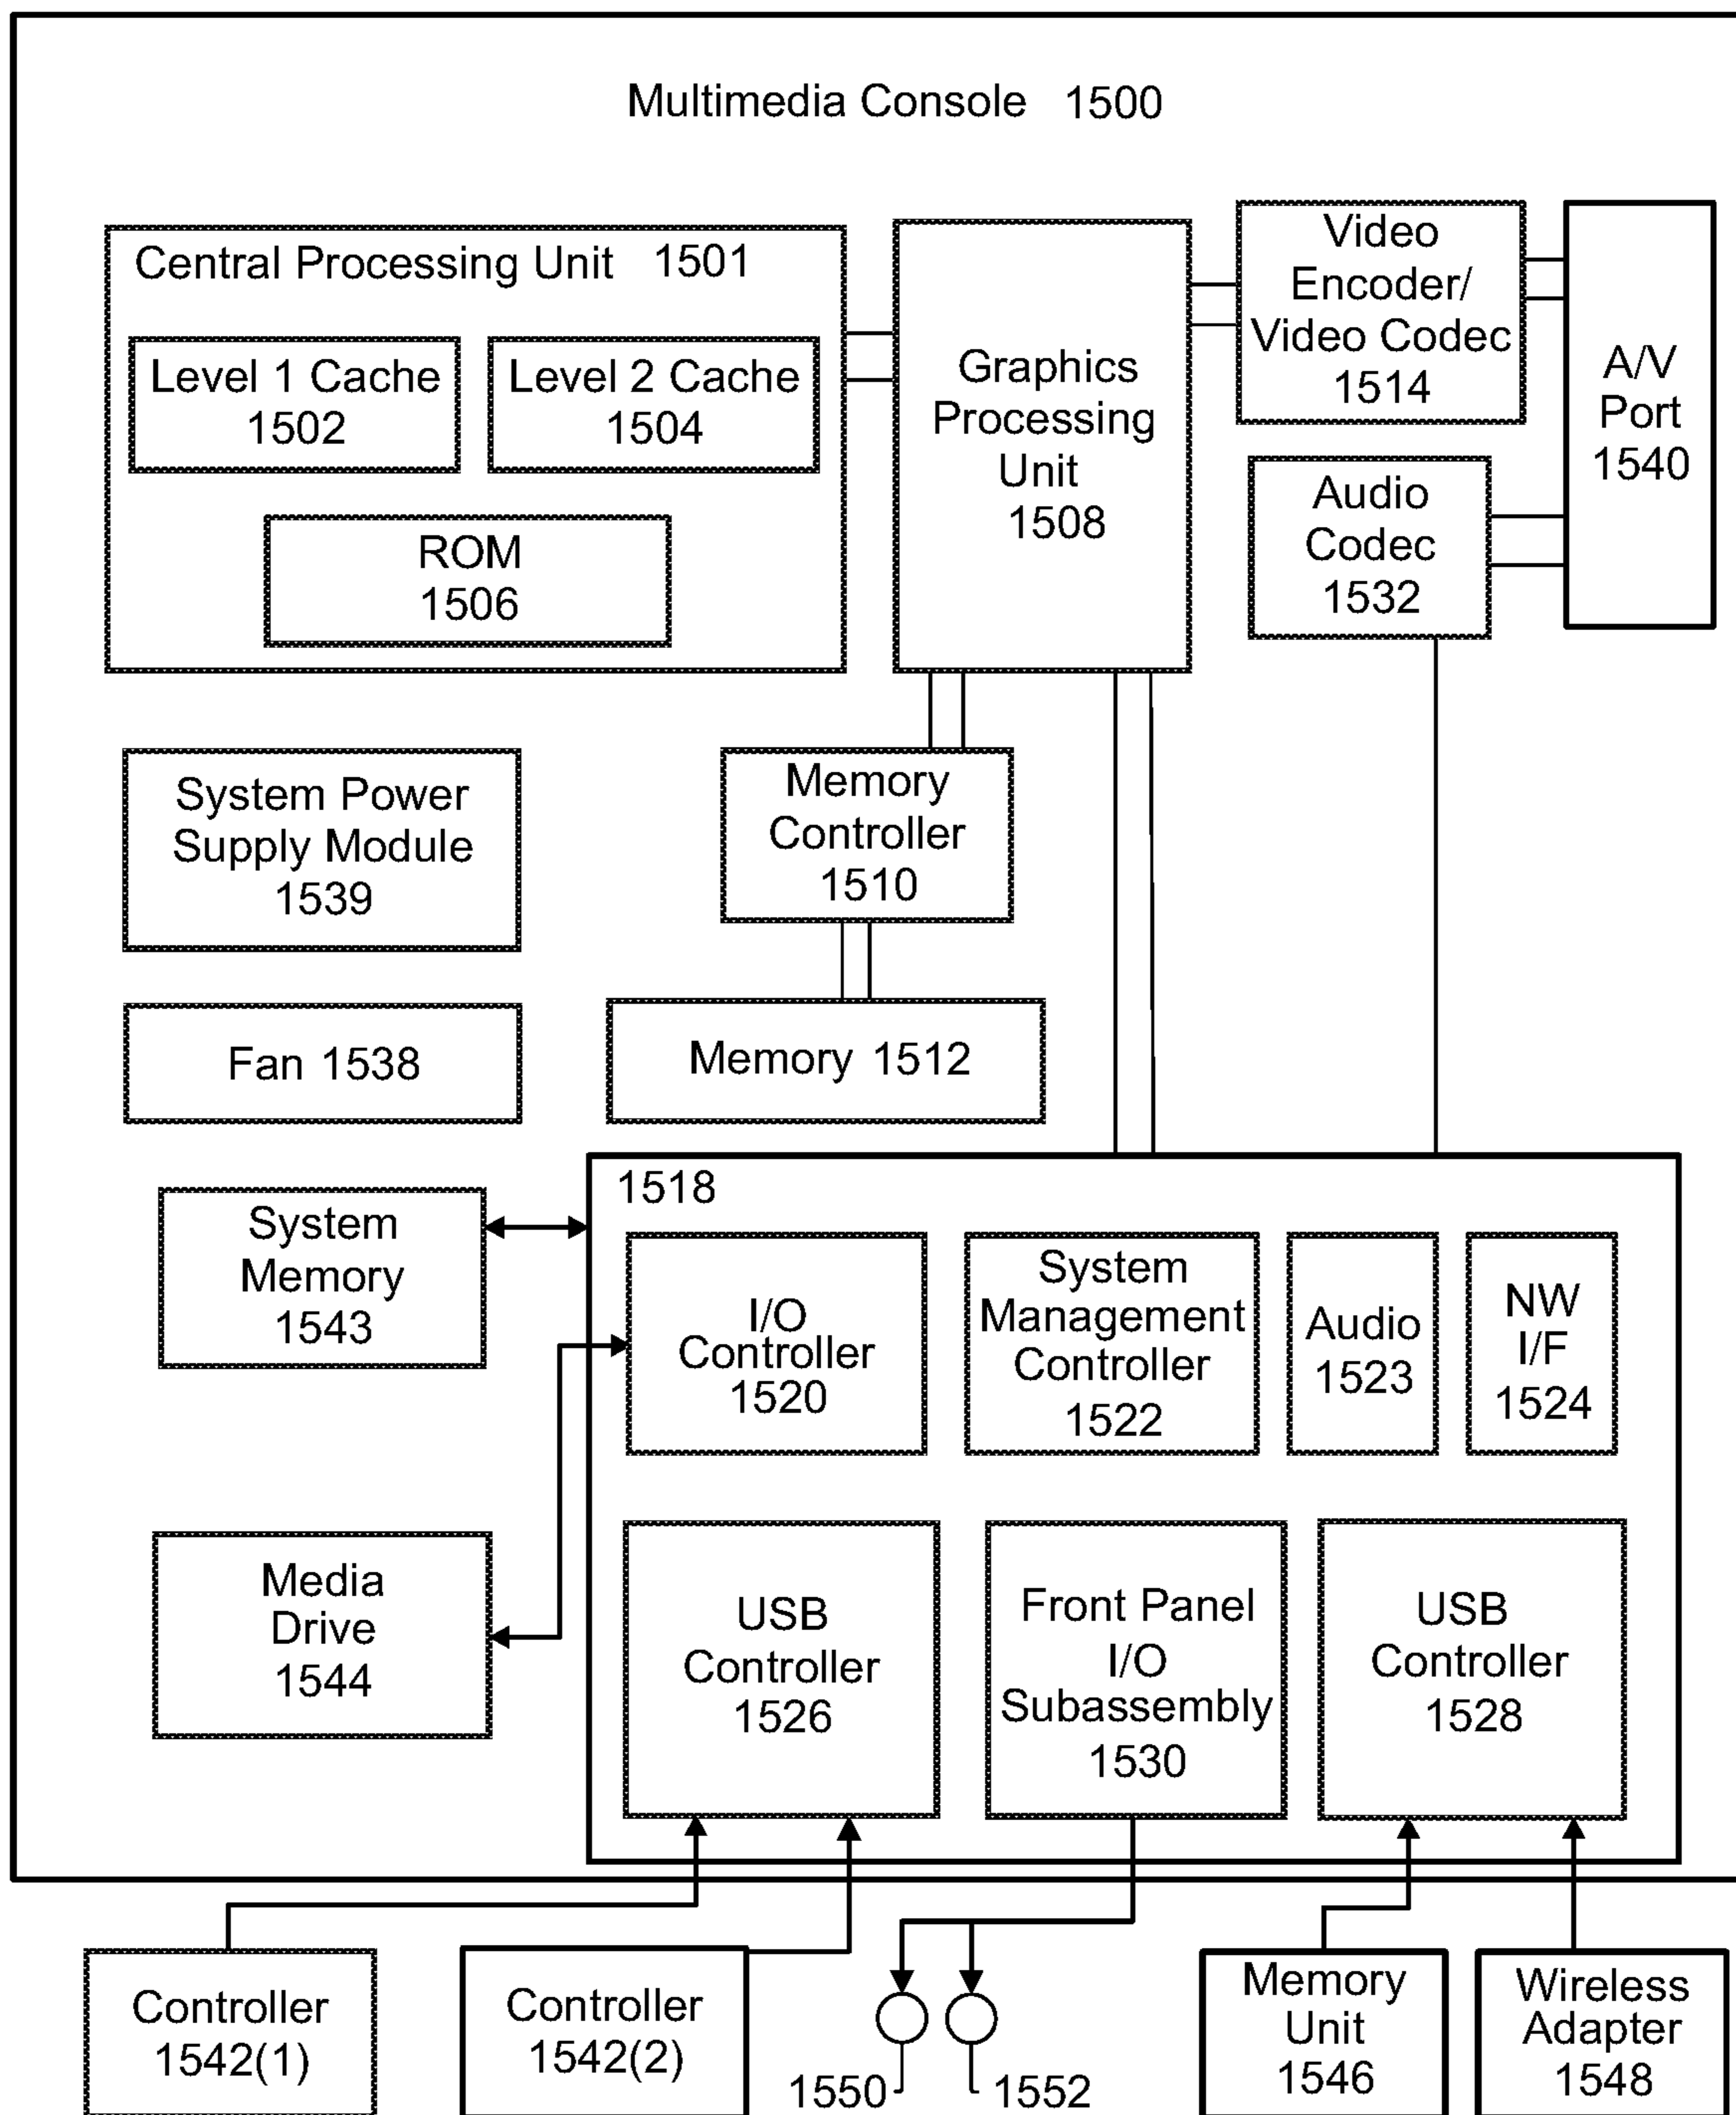 Multimedia Console 1500
Central Processing Unit 1501
Level 1 Cache
1502
Level 2 Cache
1504
ROM
1506
Graphics
Processing
Unit
1508
Video
Encoder/
Video Codec
1514
A/V
Port
1540
Audio
Codec
1532
System Power
Supply Module
1539
Memory
Controller
1510
Fan 1538
Memory 1512
1518
System
Memory
1543
I/O
Controller
1520
System
Management
Controller
1522
Audio
1523
NW
I/F
1524
Media
Drive
1544
USB
Controller
1526
Front Panel
I/O
Subassembly
1530
USB
Controller
1528
Controller
1542(1)
Controller
1542(2)
1550
1552
Memory
Unit
1546
Wireless
Adapter
1548